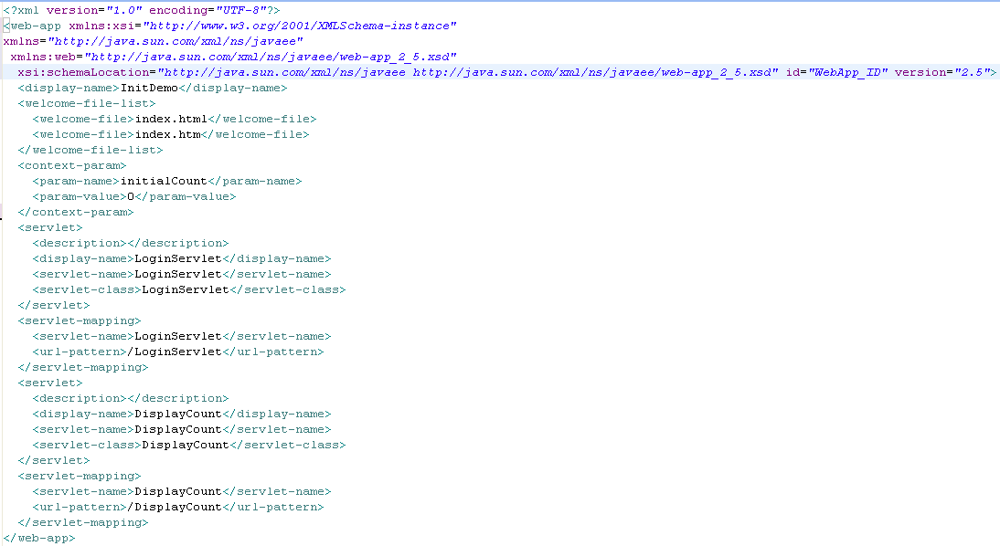 <?xml version="1.0" encoding="UTF-8"?>
<web-app xmlns:xsi="http://www.w3.org/2001/XMLSchema-instance"
xmlns="http://java.sun.com/xml/ns/javaee"
xmlns:web="http://java.sun.com/xml/ns/javaee/web-app_2_5.xsd"
xsi:schemaLocation="http://java.sun.com/xml/ns/javaee http://java.sun.com/xml/ns/javaee/web-app_2_5.xsd" id="WebApp_ID" version="2.5">
<display-name>InitDemo</display-name>
<welcome-file-list>
<welcome-file>index.html</welcome-file>
<welcome-file>index.htm</welcome-file>
</welcome-file-list>
<context-param>
<param-name>initialCount</param-name>
<param-value>0</param-value>
</context-param>
<servlet>
<description></description>
<display-name>LoginServlet</display-name>
<servlet-name>LoginServlet</servlet-name>
<servlet-class>LoginServlet</servlet-class>
</servlet>
<servlet-mapping>
<servlet-name>LoginServlet</servlet-name>
<url-pattern>/LoginServlet</url-pattern>
</servlet-mapping>
<servlet>
<description></description>
<display-name>DisplayCount</display-name>
<servlet-name>DisplayCount</servlet-name>
<servlet-class>DisplayCount</servlet-class>
</servlet>
<servlet-mapping>
<servlet-name>DisplayCount</servlet-name>
<url-pattern>/DisplayCount</url-pattern>
</servlet-mapping>
</web-app>